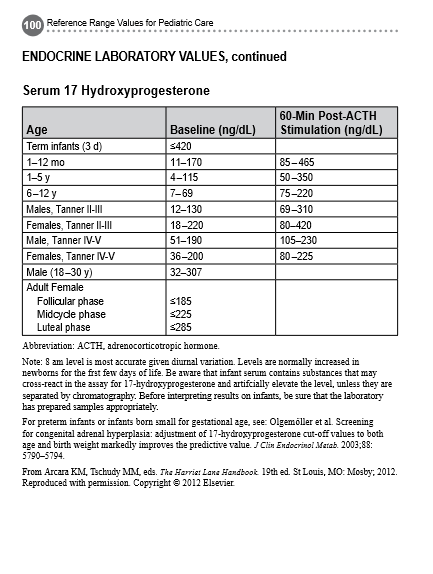 100 Reference Range Values for Pediatric Care
ENDOCRINE LABORATORY VALUES, continued
Serum 17 Hydroxyprogesterone
Age Baseline (ng/dL) 60-Min Post-ACTH Stimulation (ng/dL)
Term infants (3 d) ≤420
1–12 mo 11–170 85–465
1–5 y 4–115 50–350
6–12 y 7–69 75–220
Males, Tanner II-III 12–130 69–310
Females, Tanner II-III 18–220 80–420
Male, Tanner IV-V 51–190 105–230
Females, Tanner IV-V 36–200 80–225
Male (18–30 y) 32–307
Adult Female
Follicular phase ≤185
Midcycle phase ≤225
Luteal phase ≤285
Abbreviation: ACTH, adrenocorticotropic hormone.
Note: 8 am level is most accurate given diurnal variation. Levels are normally increased in
newborns for the frst few days of life. Be aware that infant serum contains substances that may
cross-react in the assay for 17-hydroxyprogesterone and artifcially elevate the level, unless they are
separated by chromatography. Before interpreting results on infants, be sure that the laboratory
has prepared samples appropriately.
For preterm infants or infants born small for gestational age, see: Olgemöller et al. Screening
for congenital adrenal hyperplasia: adjustment of 17-hydroxyprogesterone cut-off values to both
age and birth weight markedly improves the predictive value. J Clin Endocrinol Metab. 2003;88:
5790–5794.
From Arcara KM, Tschudy MM, eds. The Harriet Lane Handbook. 19th ed. St Louis, MO: Mosby; 2012.
Reproduced with permission. Copyright © 2012 Elsevier.